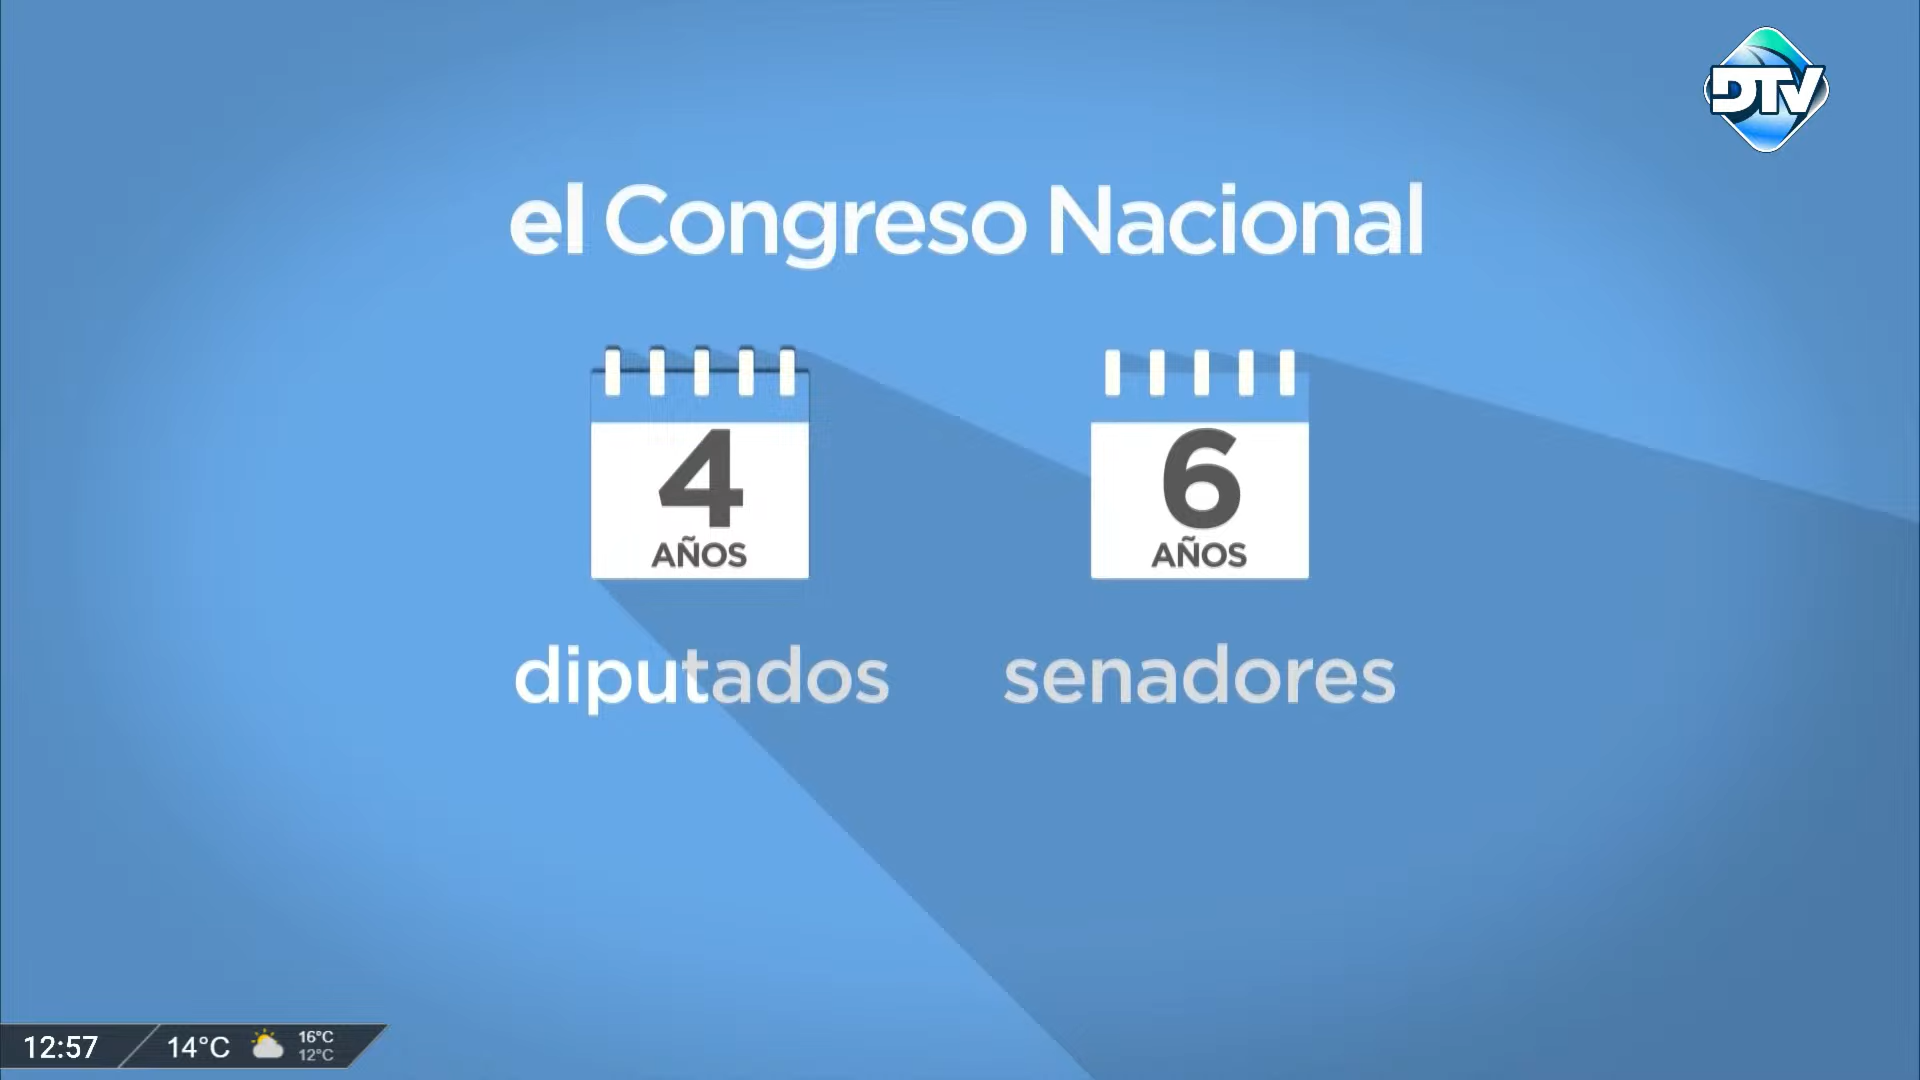 DTV
el Congreso Nacional
4
AÑOS
6
AÑOS
diputados
senadores
12:57
14°C
16°C
12°C